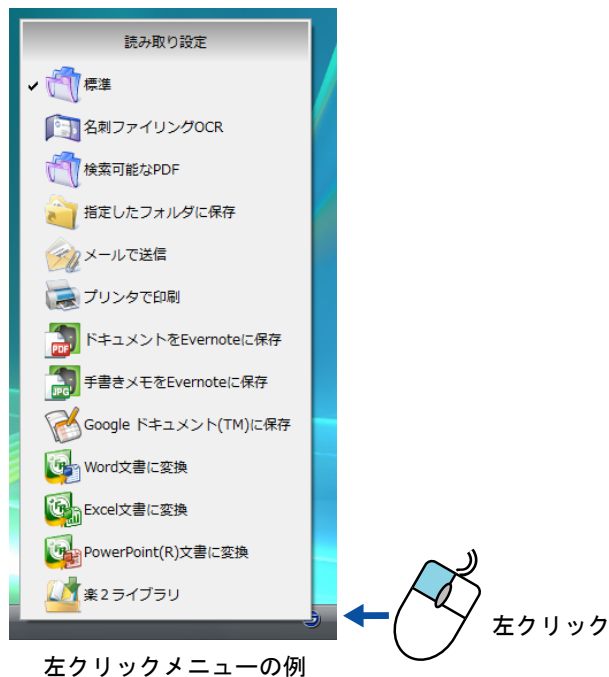 読み取り設定
標準
名刺ファイリングOCR
検索可能なPDF
指定したフォルダに保存
メールで送信
プリンタで印刷
PDF ドキュメントをEvernoteに保存
JPG 手書きメモをEvernoteに保存
Google ドキュメント(TM)に保存
Word文書に変換
Excel文書に変換
PowerPoint(R)文書に変換
楽2ライブラリ
左クリック
左クリックメニューの例